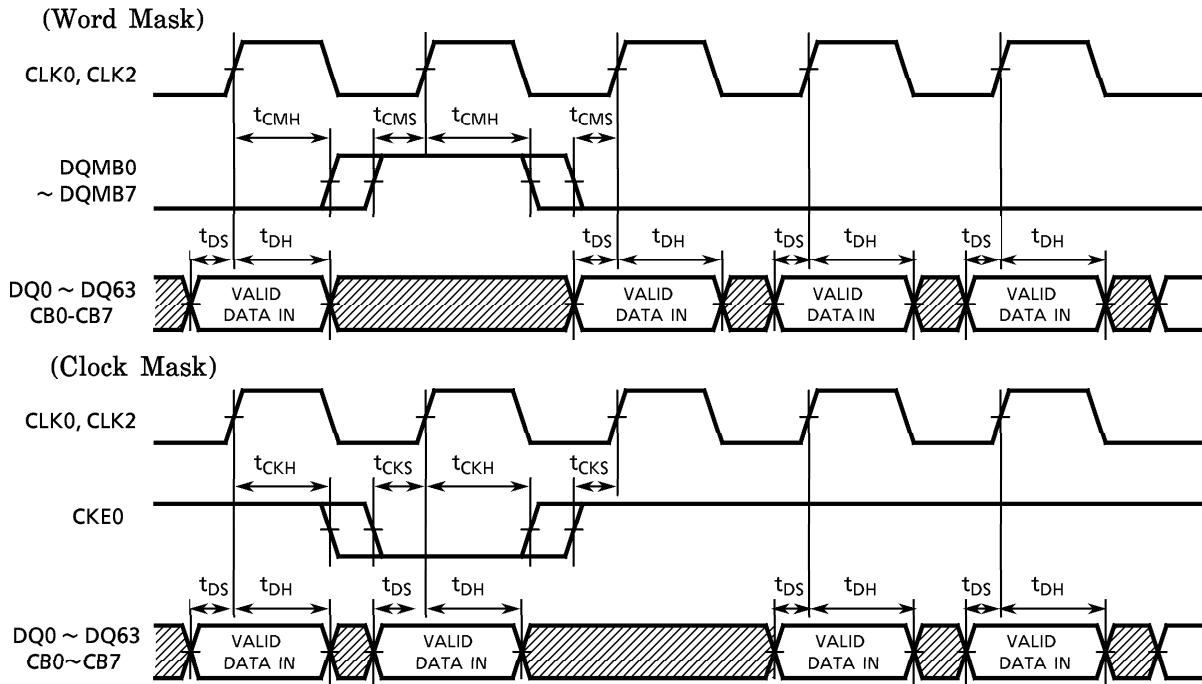 (Word Mask)
CLK0, CLK2
tCMH tCMS tCMH tCMS
DQMB0
~ DQMB7
tDS tDH tDS tDH tDS tDH tDS tDH
DQ0 ~ DQ63
CB0-CB7
VALID DATA IN
VALID DATA IN
VALID DATA IN
VALID DATA IN
(Clock Mask)
CLK0, CLK2
tCKH tCKS tCKH tCKS
CKE0
tDS tDH tDS tDH tDS tDH tDS tDH
DQ0 ~ DQ63
CB0~CB7
VALID DATA IN
VALID DATA IN
VALID DATA IN
VALID DATA IN